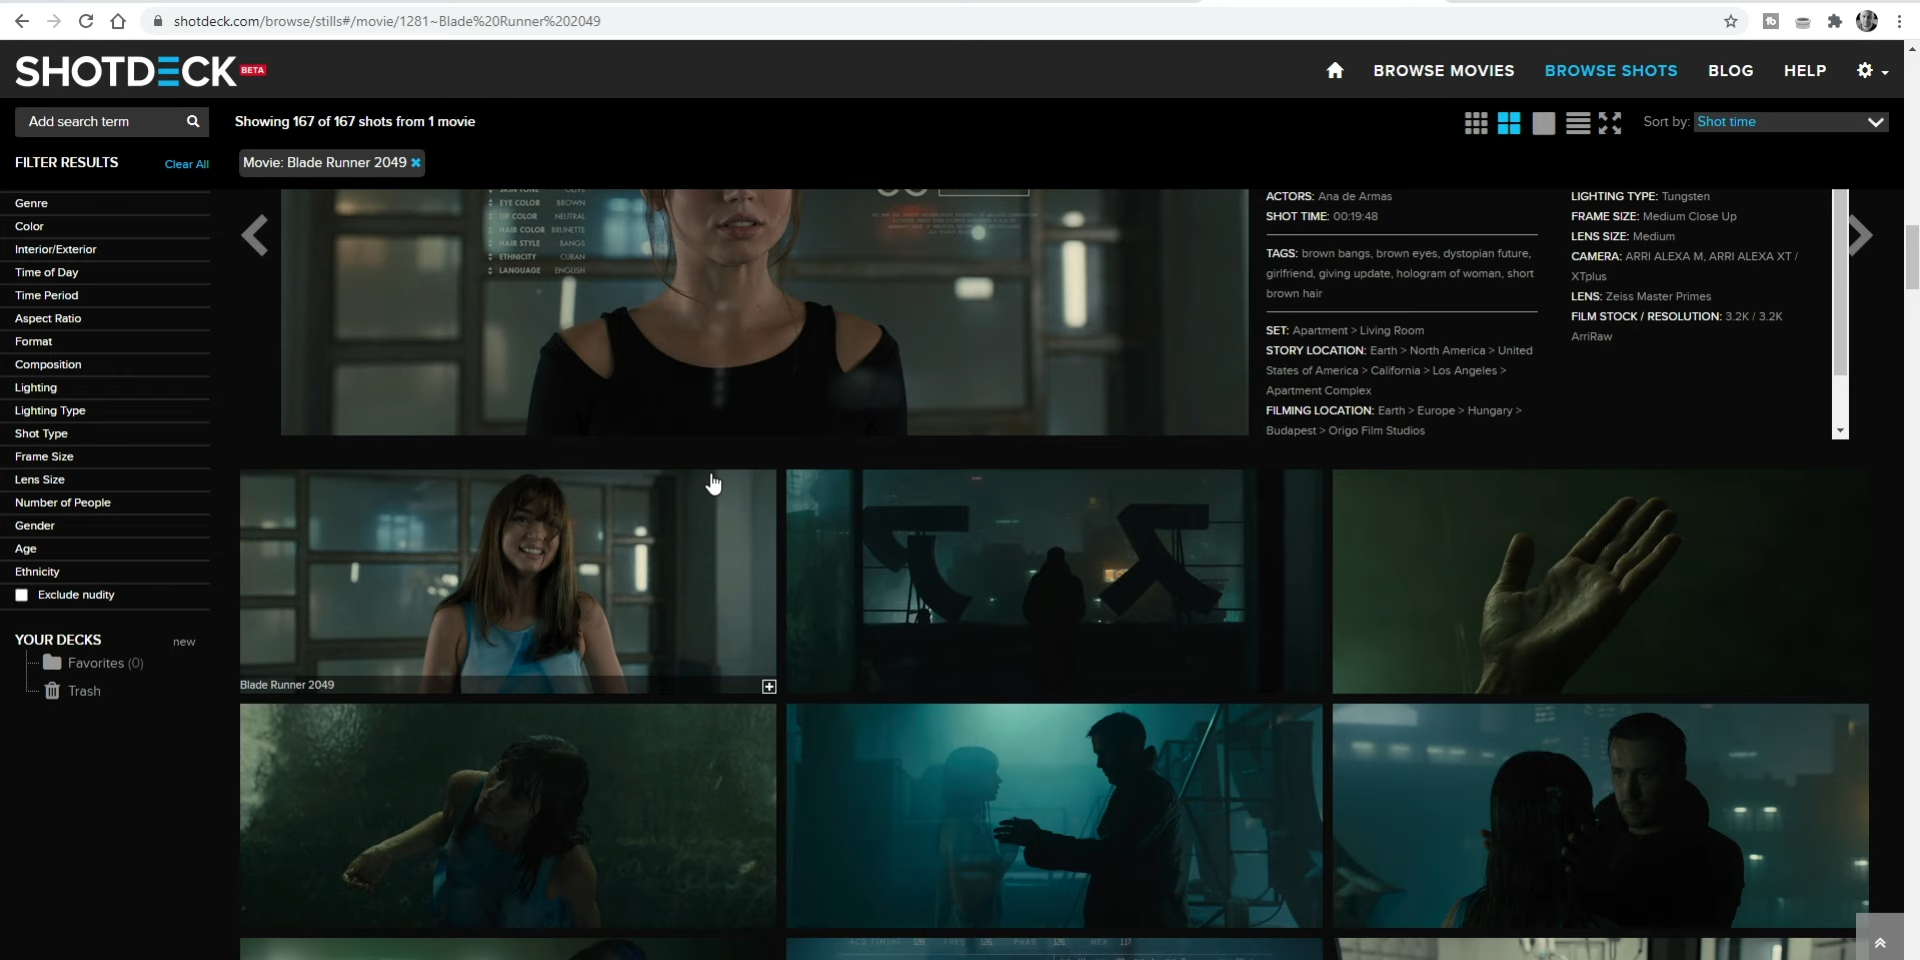 shotdeck.com/browse/stills#/movie/1281~Blade%20Runner%202049
SHOTDECK BETA
BROWSE MOVIES
BROWSE SHOTS
BLOG
HELP
Add search term
Showing 167 of 167 shots from 1 movie
Sort by: Shot time
FILTER RESULTS
Clear All
Movie: Blade Runner 2049
Genre
Color
Interior/Exterior
Time of Day
Time Period
Aspect Ratio
Format
Composition
Lighting
Lighting Type
Shot Type
Frame Size
Lens Size
Number of People
Gender
Age
Ethnicity
Exclude nudity
YOUR DECKS
new
Favorites (0)
Trash
EYE COLOR BROWN
LIP COLOR NEUTRAL
HAIR COLOR BRUNETTE
HAIR STYLE BANGS
ETHNICITY CUBAN
LANGUAGE ENGLISH
ACTORS: Ana de Armas
SHOT TIME: 00:19:48
TAGS: brown bangs, brown eyes, dystopian future,
girlfriend, giving update, hologram of woman, short
brown hair
SET: Apartment > Living Room
STORY LOCATION: Earth > North America > United
States of America > California > Los Angeles >
Apartment Complex
FILMING LOCATION: Earth > Europe > Hungary >
Budapest > Origo Film Studios
LIGHTING TYPE: Tungsten
FRAME SIZE: Medium Close Up
LENS SIZE: Medium
CAMERA: ARRI ALEXA M, ARRI ALEXA XT /
XTplus
LENS: Zeiss Master Primes
FILM STOCK / RESOLUTION: 3.2K / 3.2K
ArriRaw
Blade Runner 2049
ACQ TIMING 128 FREQ 126. PHAS 126. NEX 117